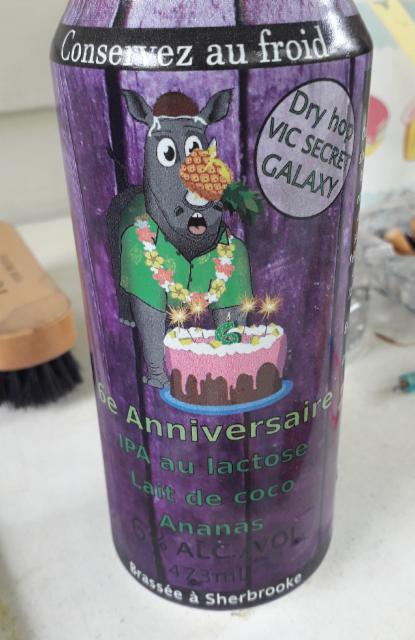 Conservez au froid
Dry hop
VIC SECRET
GALAXY
6
6e Anniversaire
IPA au lactose
Lait de coco
Ananas
6% ALC./VOL
473ml
Brassée à Sherbrooke